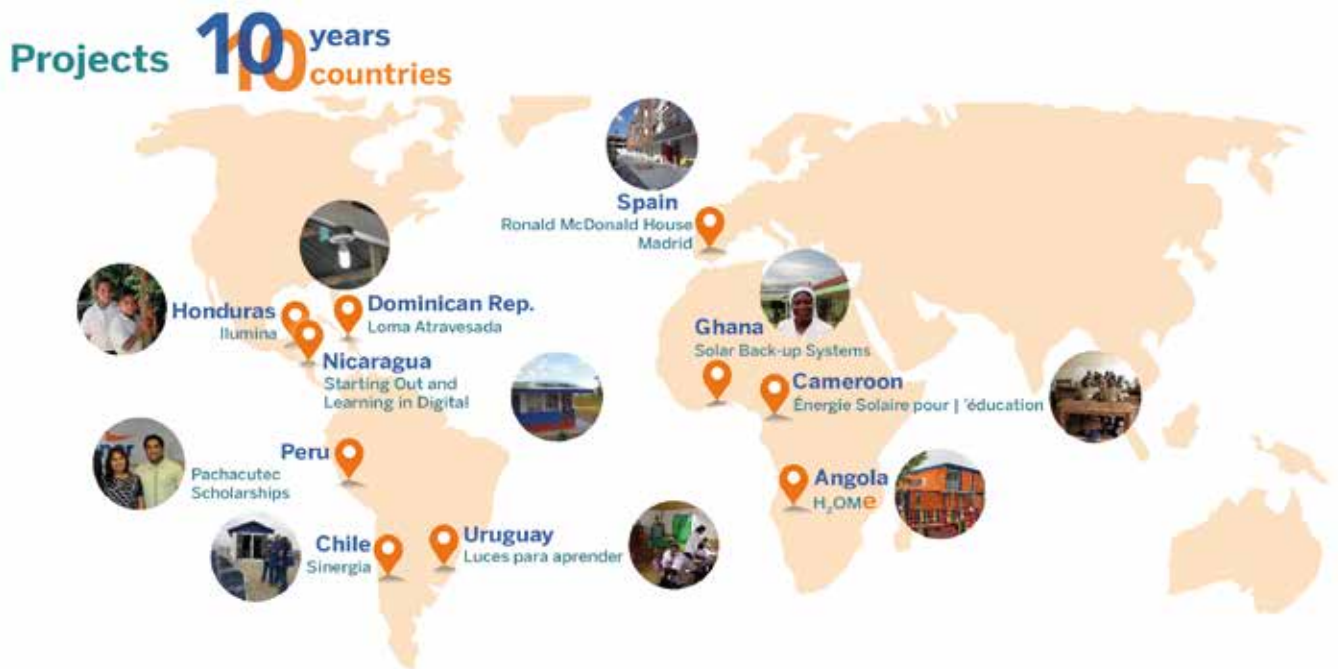 Projects
10 years
10 countries
Spain
Ronald McDonald House
Madrid
Honduras
Ilumina
Dominican Rep.
Loma Atravesada
Nicaragua
Starting Out and
Learning in Digital
Ghana
Solar Back-up Systems
Cameroon
Énergie Solaire pour | 'éducation
Peru
Pachacutec
Scholarships
Angola
H₂OMe
Chile
Sinergia
Uruguay
Luces para aprender